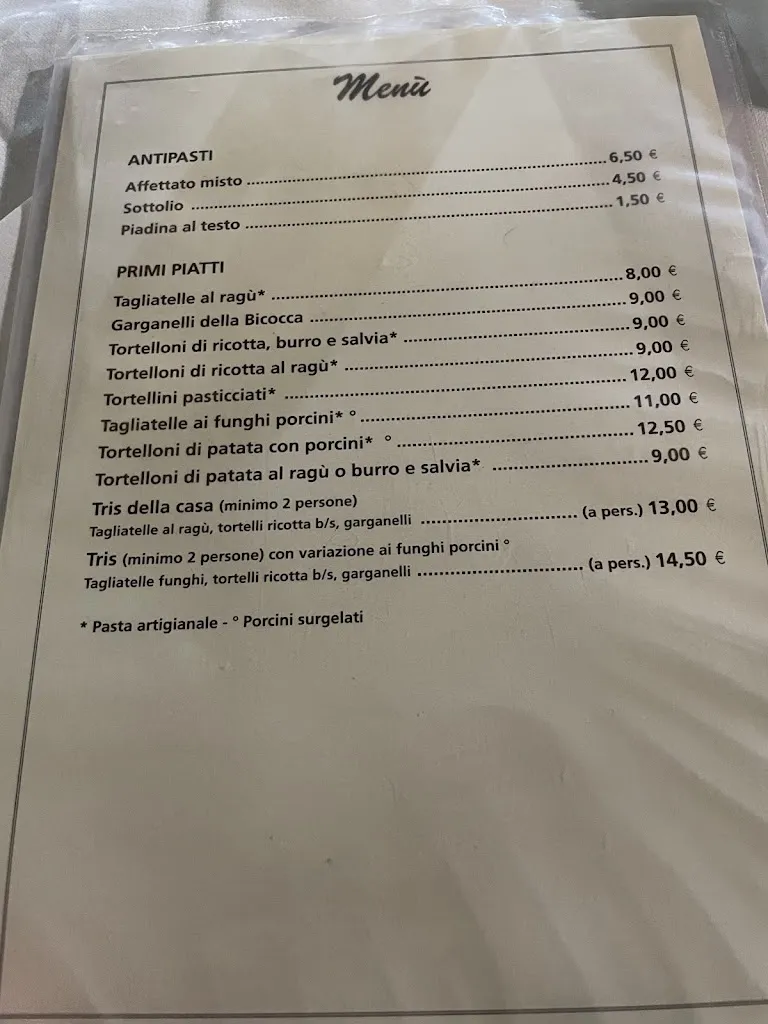 Menù
ANTIPASTI
Affettato misto ........ 6,50 €
Sottolio ........ 4,50 €
Piadina al testo ........ 1,50 €
PRIMI PIATTI
Tagliatelle al ragù* ........ 8,00 €
Garganelli della Bicocca ........ 9,00 €
Tortelloni di ricotta, burro e salvia* ........ 9,00 €
Tortelloni di ricotta al ragù* ........ 9,00 €
Tortellini pasticciati* ........ 12,00 €
Tagliatelle ai funghi porcini* ° ........ 11,00 €
Tortelloni di patata con porcini* ° ........ 12,50 €
Tortelloni di patata al ragù o burro e salvia* ........ 9,00 €
Tris della casa (minimo 2 persone)
Tagliatelle al ragù, tortelli ricotta b/s, garganelli ........ (a pers.) 13,00 €
Tris (minimo 2 persone) con variazione ai funghi porcini °
Tagliatelle funghi, tortelli ricotta b/s, garganelli ........ (a pers.) 14,50 €
* Pasta artigianale - ° Porcini surgelati